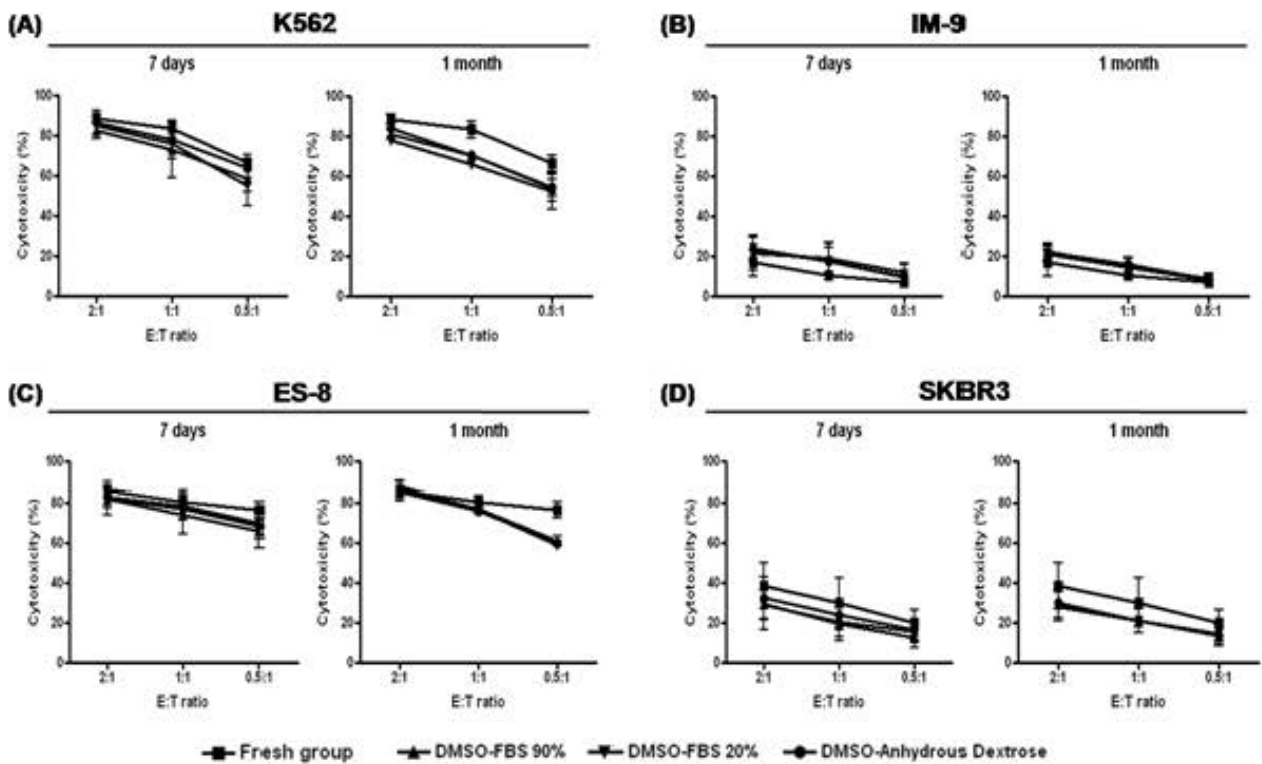 (A) K562
7 days
1 month
Cytotoxicity (%)
100
80
60
40
20
0
2:1 1:1 0.5:1
E:T ratio
Cytotoxicity (%)
100
80
60
40
20
0
2:1 1:1 0.5:1
E:T ratio
(B) IM-9
7 days
1 month
Cytotoxicity (%)
100
80
60
40
20
0
2:1 1:1 0.5:1
E:T ratio
Cytotoxicity (%)
100
80
60
40
20
0
2:1 1:1 0.5:1
E:T ratio
(C) ES-8
7 days
1 month
Cytotoxicity (%)
100
80
60
40
20
0
2:1 1:1 0.5:1
E:T ratio
Cytotoxicity (%)
100
80
60
40
20
0
2:1 1:1 0.5:1
E:T ratio
(D) SKBR3
7 days
1 month
Cytotoxicity (%)
100
80
60
40
20
0
2:1 1:1 0.5:1
E:T ratio
Cytotoxicity (%)
100
80
60
40
20
0
2:1 1:1 0.5:1
E:T ratio
Fresh group DMSO-FBS 90% DMSO-FBS 20% DMSO-Anhydrous Dextrose